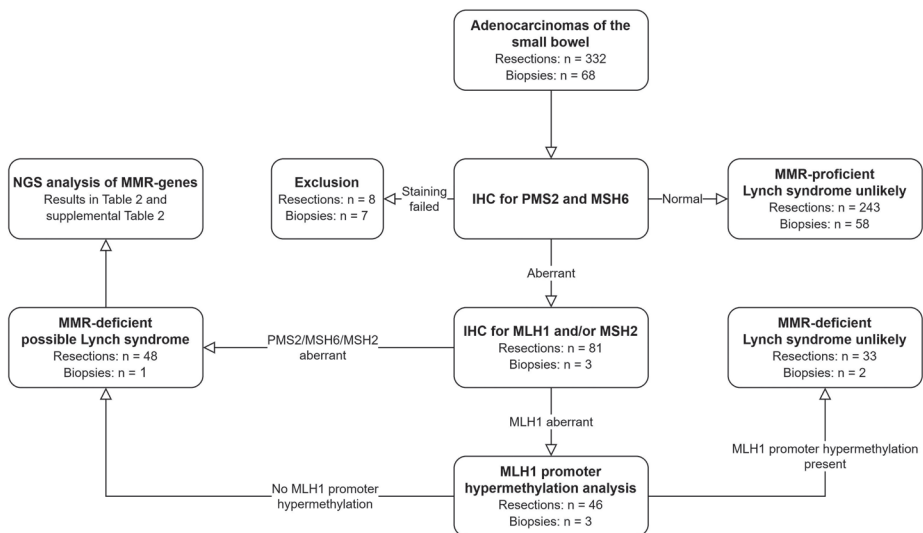 Adenocarcinomas of the
small bowel
Resections: n = 332
Biopsies: n = 68
NGS analysis of MMR-genes
Results in Table 2 and
supplemental Table 2
Exclusion
Resections: n = 8
Biopsies: n = 7
Staining
failed
IHC for PMS2 and MSH6
Normal
MMR-proficient
Lynch syndrome unlikely
Resections: n = 243
Biopsies: n = 58
Aberrant
MMR-deficient
possible Lynch syndrome
Resections: n = 48
Biopsies: n = 1
PMS2/MSH6/MSH2
aberrant
IHC for MLH1 and/or MSH2
Resections: n = 81
Biopsies: n = 3
MMR-deficient
Lynch syndrome unlikely
Resections: n = 33
Biopsies: n = 2
MLH1 aberrant
MLH1 promoter hypermethylation
present
No MLH1 promoter
hypermethylation
MLH1 promoter
hypermethylation analysis
Resections: n = 46
Biopsies: n = 3